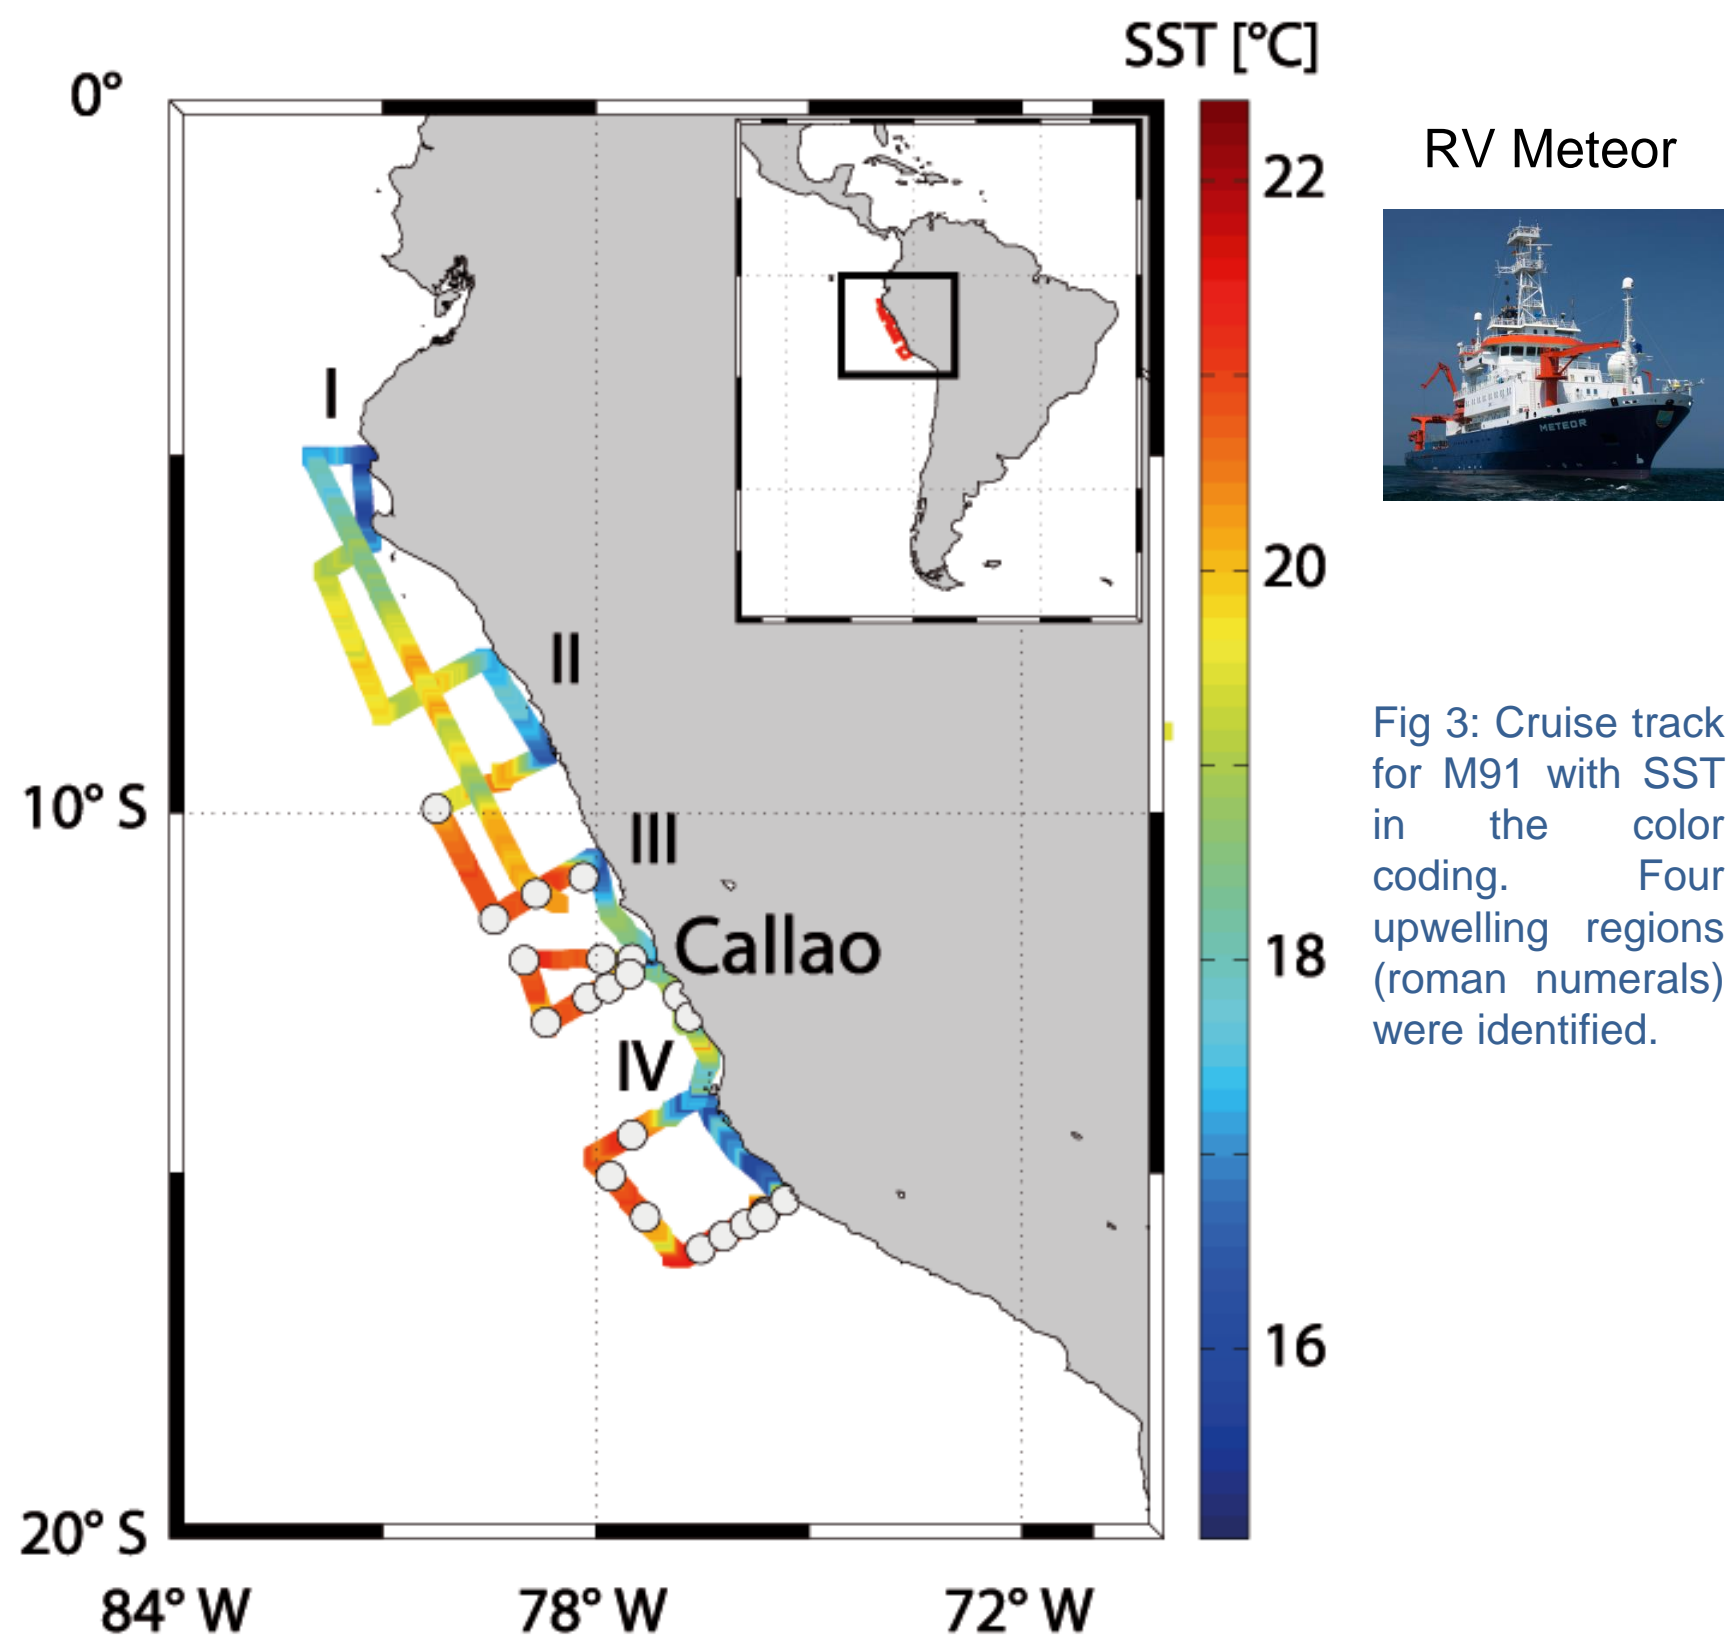 SST [°C]
0°
RV Meteor
22
I
METEOR
20
II
Fig 3: Cruise track
for M91 with SST
in the color
coding. Four
upwelling regions
(roman numerals)
were identified.
10° S
III
Callao
18
IV
16
20° S
84° W
78° W
72° W